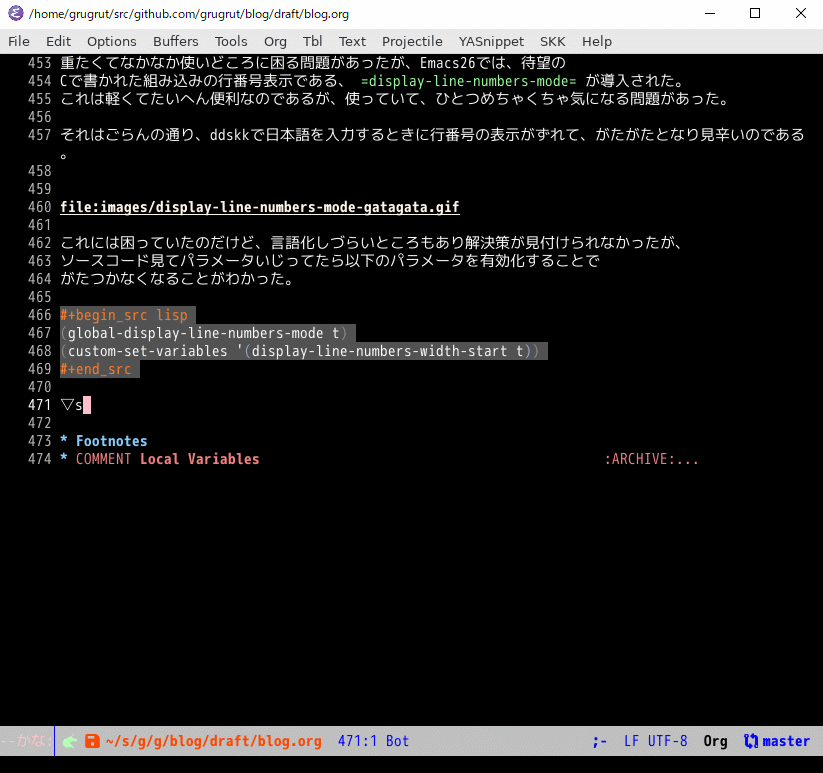 /home/grugrut/src/github.com/grugrut/blog/draft/blog.org
File Edit Options Buffers Tools Org Tbl Text Projectile YASnippet SKK Help
453 重たくてなかなか使いどころに困る問題があったが、Emacs26では、待望の
454 Cで書かれた組み込みの行番号表示である、 =display-line-numbers-mode= が導入された。
455 これは軽くてたいへん便利なのであるが、使っていて、ひとつめちゃくちゃ気になる問題があった。
456
457 それはごらんの通り、ddskkで日本語を入力するときに行番号の表示がずれて、がたがたとなり見辛いのである
。
458
459
460 file:images/display-line-numbers-mode-gatagata.gif
461
462 これには困っていたのだけど、言語化しづらいところもあり解決策が見付けられなかったが、
463 ソースコード見てパラメータいじってたら以下のパラメータを有効化することで
464 がたつかなくなることがわかった。
465
466 #+begin_src lisp
467 (global-display-line-numbers-mode t)
468 (custom-set-variables '(display-line-numbers-width-start t))
469 #+end_src
470
471 ▽s
472
473 * Footnotes
474 * COMMENT Local Variables :ARCHIVE:...
--かな: ~/s/g/g/blog/draft/blog.org 471:1 Bot ;- LF UTF-8 Org master